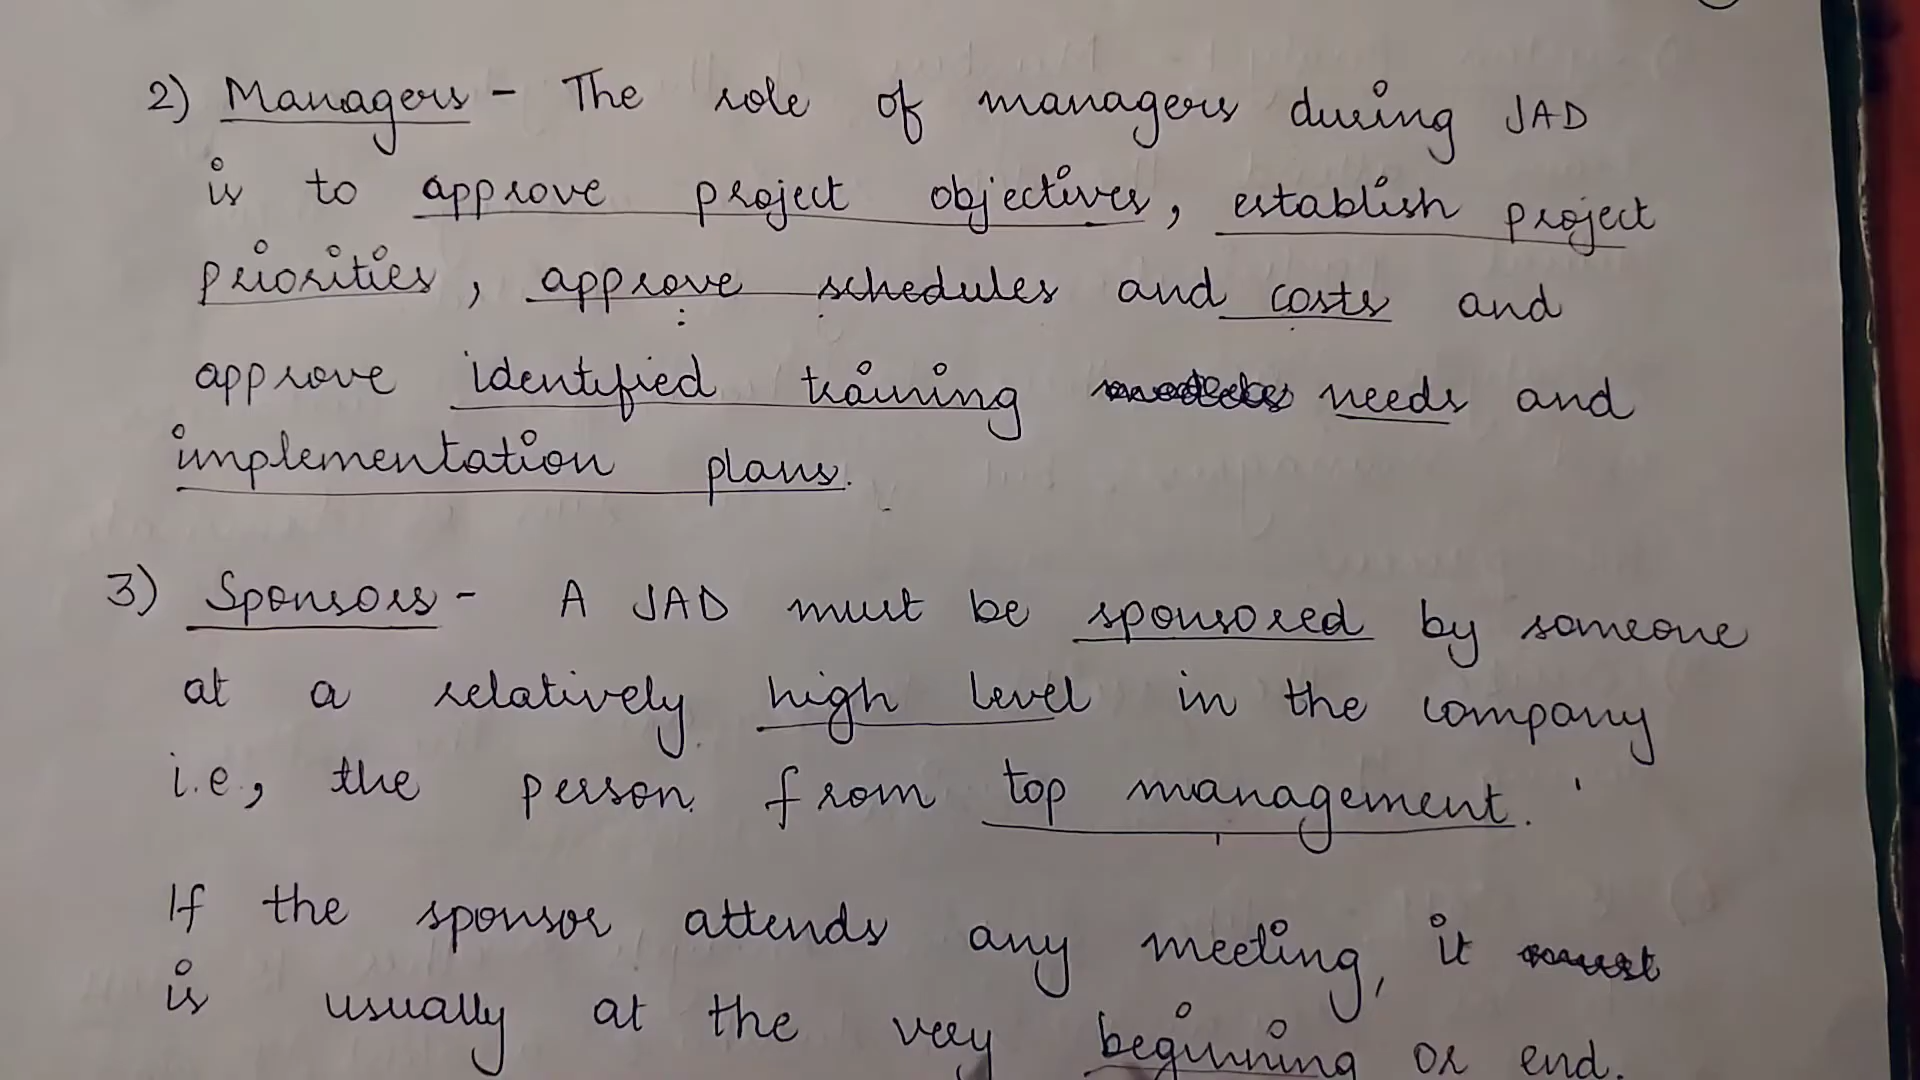 2) Managers - The role of managers during JAD
is to approve project objectives, establish project
priorities, approve schedules and costs and
approve identified training needs and
implementation plans.
3) Sponsors - A JAD must be sponsored by someone
at a relatively high level in the company
i.e., the person from top management.
If the sponsor attends any meeting, it
is usually at the very beginning or end.